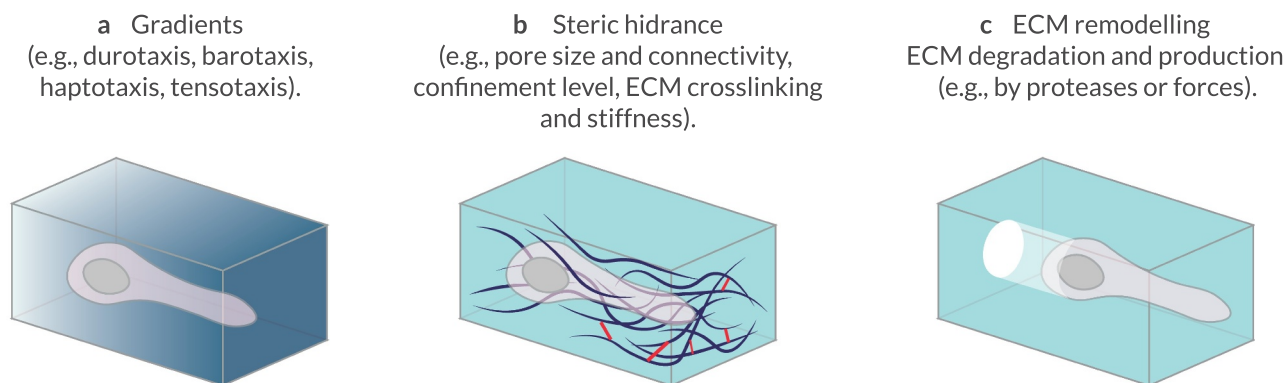 a Gradients
(e.g., durotaxis, barotaxis,
haptotaxis, tensotaxis).
b Steric hidrance
(e.g., pore size and connectivity,
confinement level, ECM crosslinking
and stiffness).
c ECM remodelling
ECM degradation and production
(e.g., by proteases or forces).